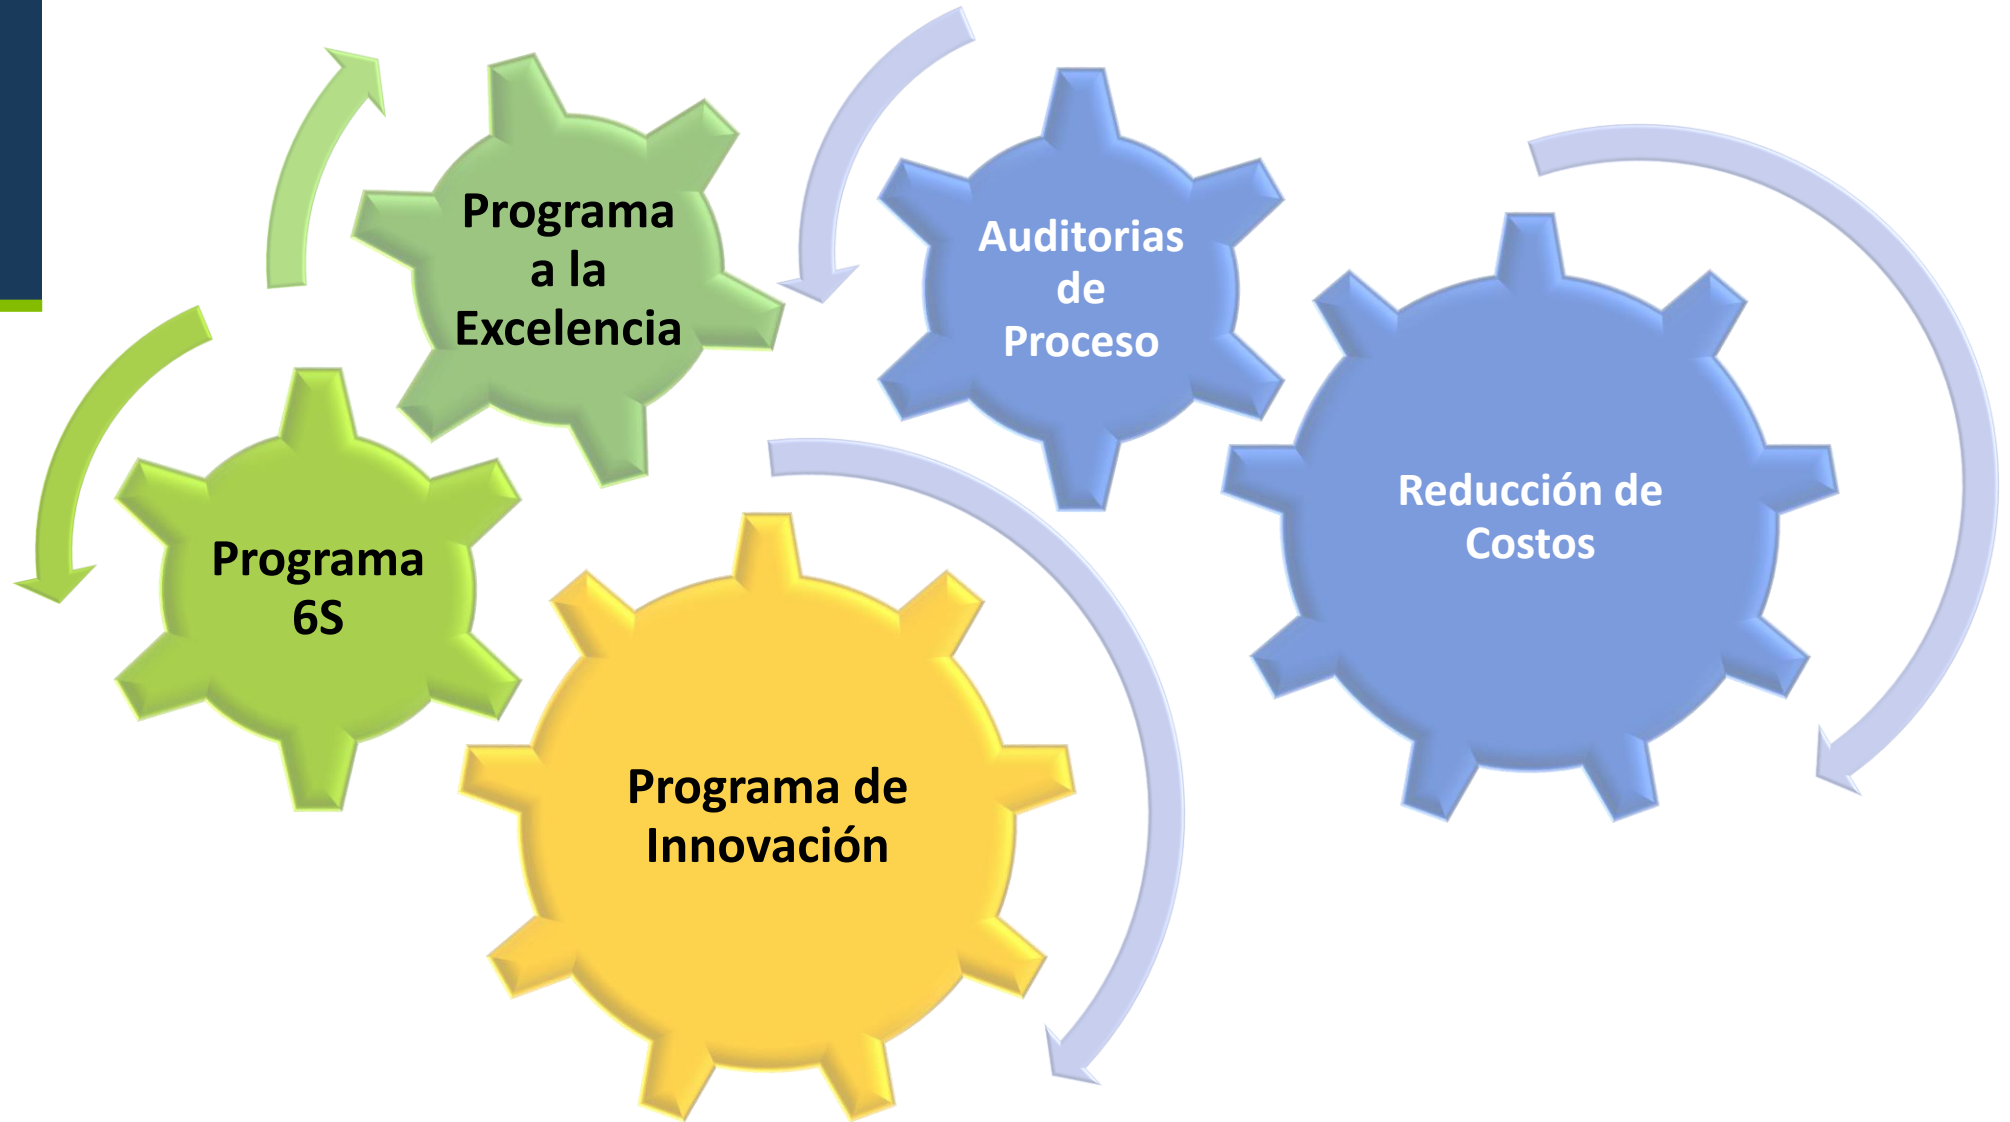 Programa
a la
Excelencia
Auditorias
de
Proceso
Reducción de
Costos
Programa
6S
Programa de
Innovación